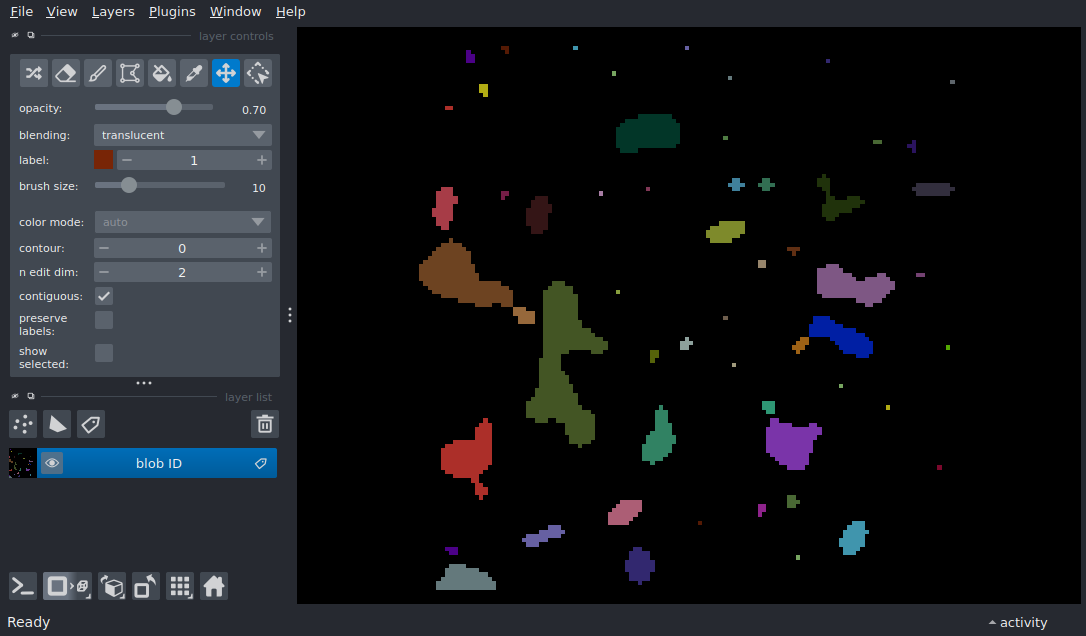 File View Layers Plugins Window Help
layer controls
opacity: 0.70
blending: translucent
label: 1
brush size: 10
color mode: auto
contour: 0
n edit dim: 2
contiguous:
preserve
labels:
show
selected:
layer list
blob ID
Ready
activity